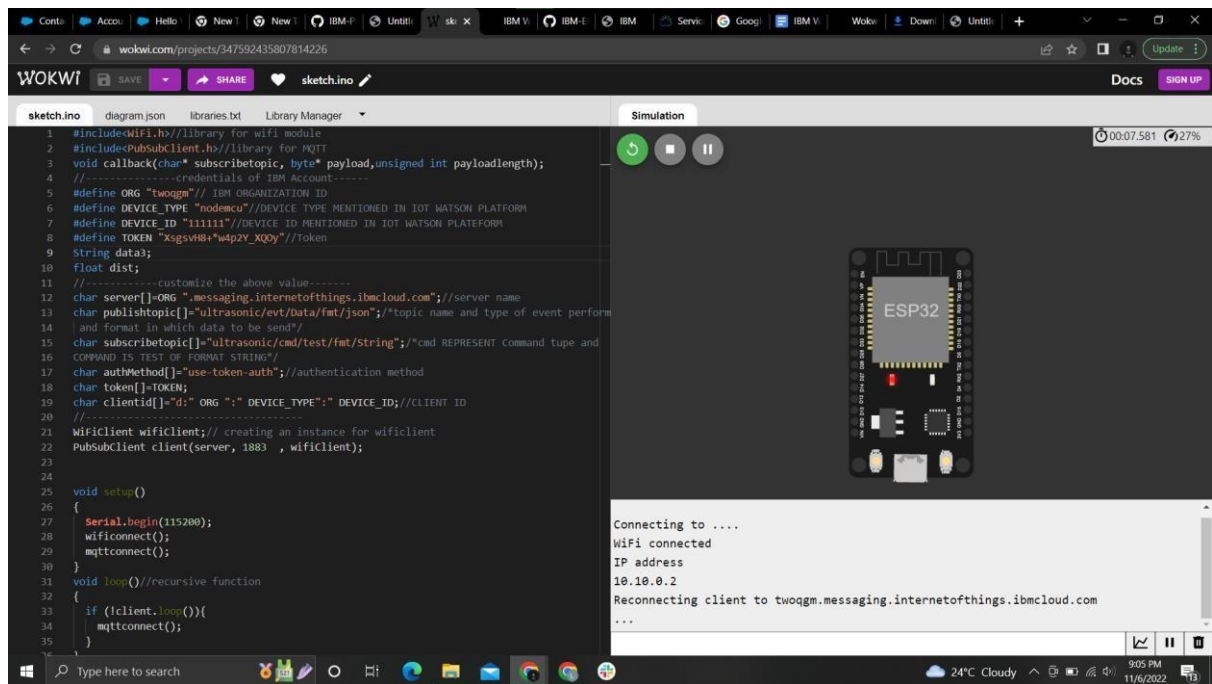 Conta
Accou
Hello
New T
New T
IBM-P
Untitle
sk
IBM V
IBM-E
IBM
Servic
Googl
IBM V
Wokw
Downl
Untitle
wokwi.com/projects/347592435807814226
Update
WOKWI
SAVE
SHARE
sketch.ino
Docs
SIGN UP
sketch.ino
diagram.json
libraries.txt
Library Manager
Simulation
00:07.581
27%
1 #include<WiFi.h>//library for wifi module
2 #include<PubSubClient.h>//library for MQTT
3 void callback(char* subscribetopic, byte* payload,unsigned int payloadlength);
4 //---------------credentials of IBM Account------
5 #define ORG "twoqgm"// IBM ORGANIZATION ID
6 #define DEVICE_TYPE "nodemcu"//DEVICE TYPE MENTIONED IN IOT WATSON PLATFORM
7 #define DEVICE_ID "111111"//DEVICE ID MENTIONED IN IOT WATSON PLATEFORM
8 #define TOKEN "XsgsvH8+*w4p2Y_XQOy"//Token
9 String data3;
10 float dist;
11 //------------customize the above value-------
12 char server[]=ORG ".messaging.internetofthings.ibmcloud.com";//server name
13 char publishtopic[]="ultrasonic/evt/Data/fmt/json";/*topic name and type of event perform
14 and format in which data to be send*/
15 char subscribetopic[]="ultrasonic/cmd/test/fmt/String";/*cmd REPRESENT Command tupe and
16 COMMAND IS TEST OF FORMAT STRING*/
17 char authMethod[]="use-token-auth";//authentication method
18 char token[]=TOKEN;
19 char clientid[]="d:" ORG ":" DEVICE_TYPE":" DEVICE_ID;//CLIENT ID
20 //-----------------------------------
21 WiFiClient wifiClient;// creating an instance for wificlient
22 PubSubClient client(server, 1883  , wifiClient);
23
24
25 void setup()
26 {
27 Serial.begin(115200);
28 wificonnect();
29 mqttconnect();
30 }
31 void loop()//recursive function
32 {
33 if (!client.loop()){
34 mqttconnect();
35 }
ESP32
Connecting to ....
WiFi connected
IP address
10.10.0.2
Reconnecting client to twoqgm.messaging.internetofthings.ibmcloud.com
...
Type here to search
24°C Cloudy
9:05 PM
11/6/2022